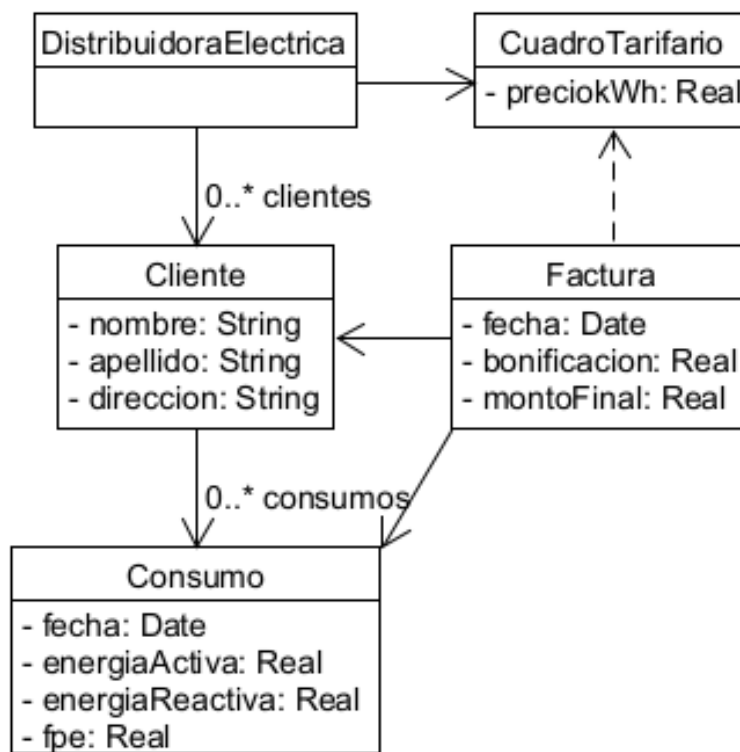 DistribuidoraElectrica
CuadroTarifario
- preciokWh: Real
0..* clientes
Cliente
- nombre: String
- apellido: String
- direccion: String
Factura
- fecha: Date
- bonificacion: Real
- montoFinal: Real
0..* consumos
Consumo
- fecha: Date
- energiaActiva: Real
- energiaReactiva: Real
- fpe: Real